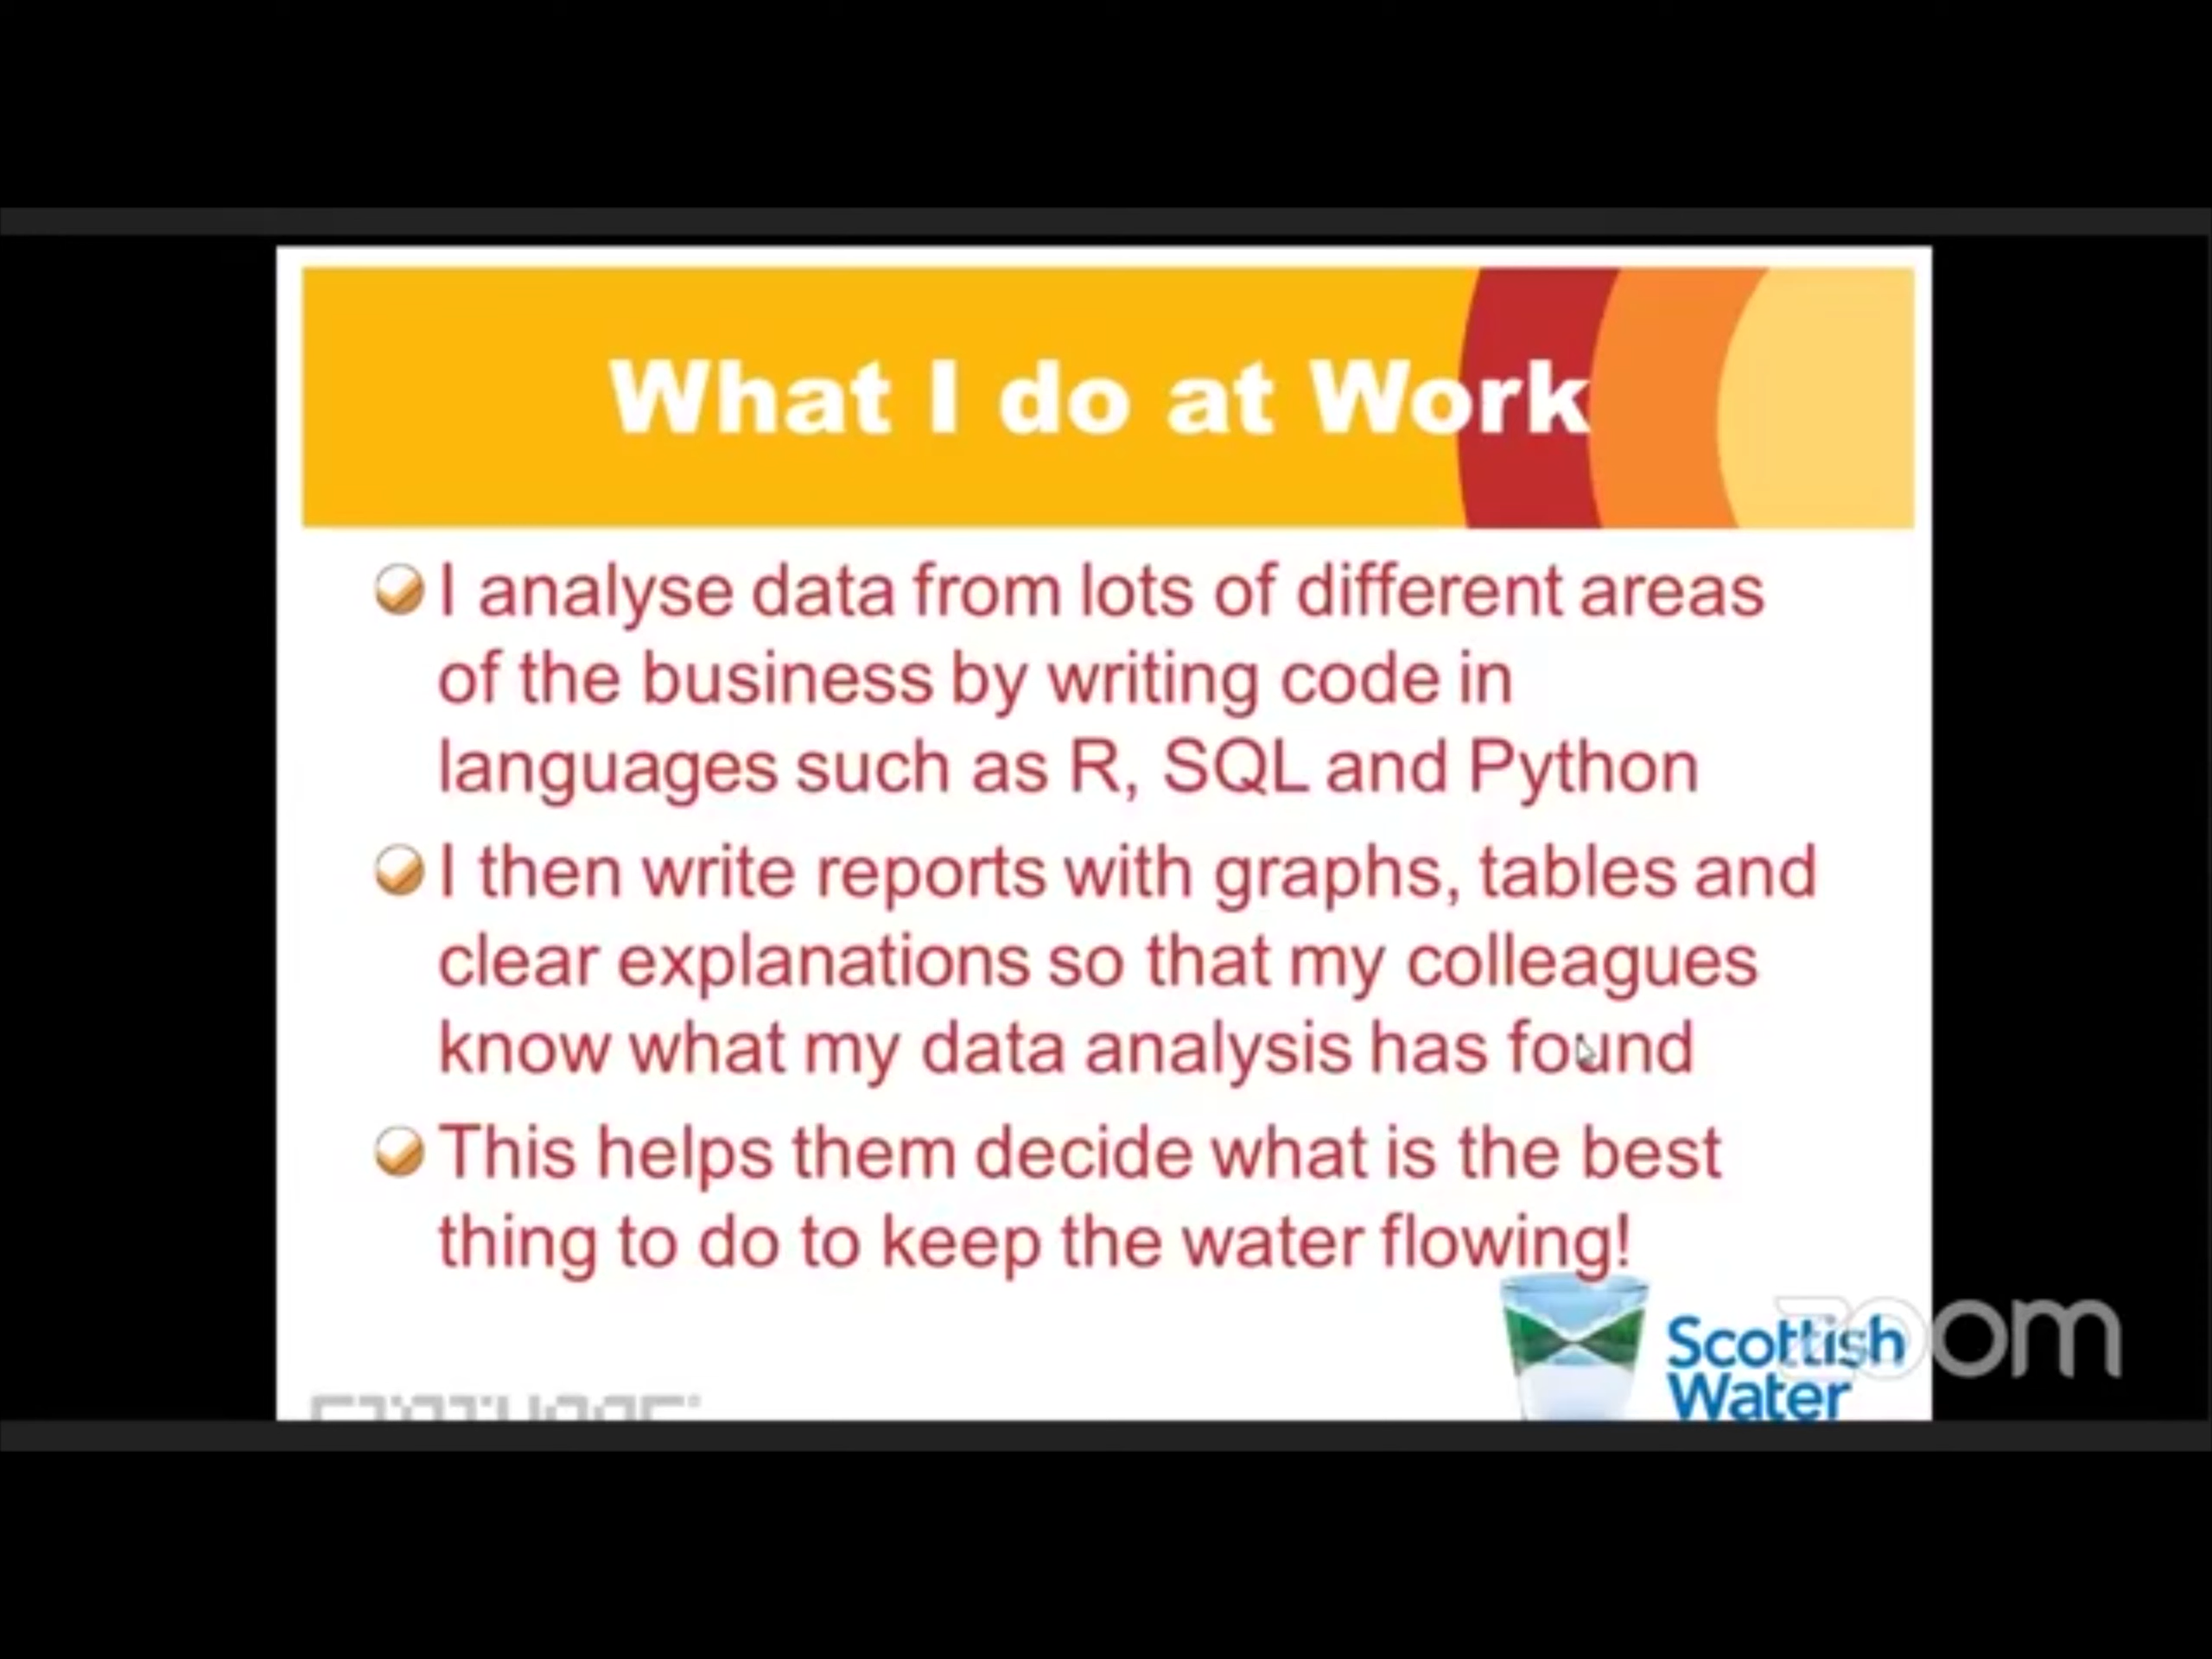 What I do at Work
I analyse data from lots of different areas
of the business by writing code in
languages such as R, SQL and Python
I then write reports with graphs, tables and
clear explanations so that my colleagues
know what my data analysis has found
This helps them decide what is the best
thing to do to keep the water flowing!
Scottish
Water
zoom